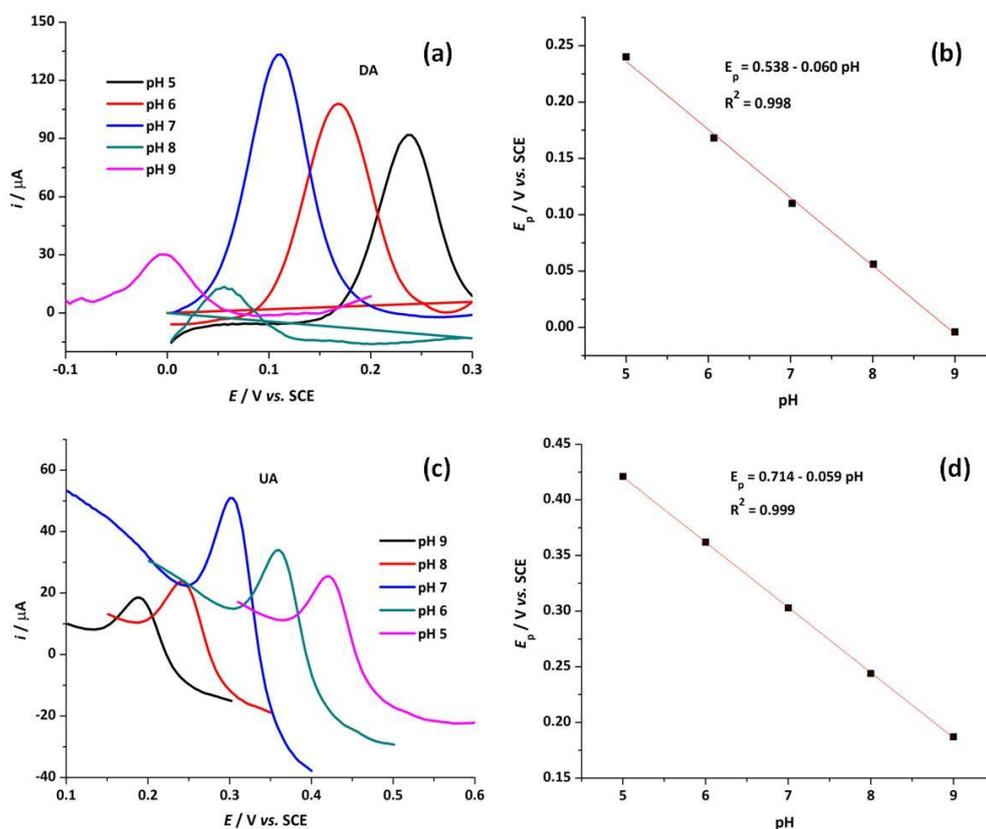 (a)
DA
pH 5
pH 6
pH 7
pH 8
pH 9
150
120
90
60
30
0
i / μA
-0.1 0.0 0.1 0.2 0.3
E / V vs. SCE
(b)
E_p = 0.538 - 0.060 pH
R² = 0.998
0.25
0.20
0.15
0.10
0.05
0.00
E_p / V vs. SCE
5 6 7 8 9
pH
(c)
UA
pH 9
pH 8
pH 7
pH 6
pH 5
60
40
20
0
-20
-40
i / μA
0.1 0.2 0.3 0.4 0.5 0.6
E / V vs. SCE
(d)
E_p = 0.714 - 0.059 pH
R² = 0.999
0.45
0.40
0.35
0.30
0.25
0.20
0.15
E_p / V vs. SCE
5 6 7 8 9
pH